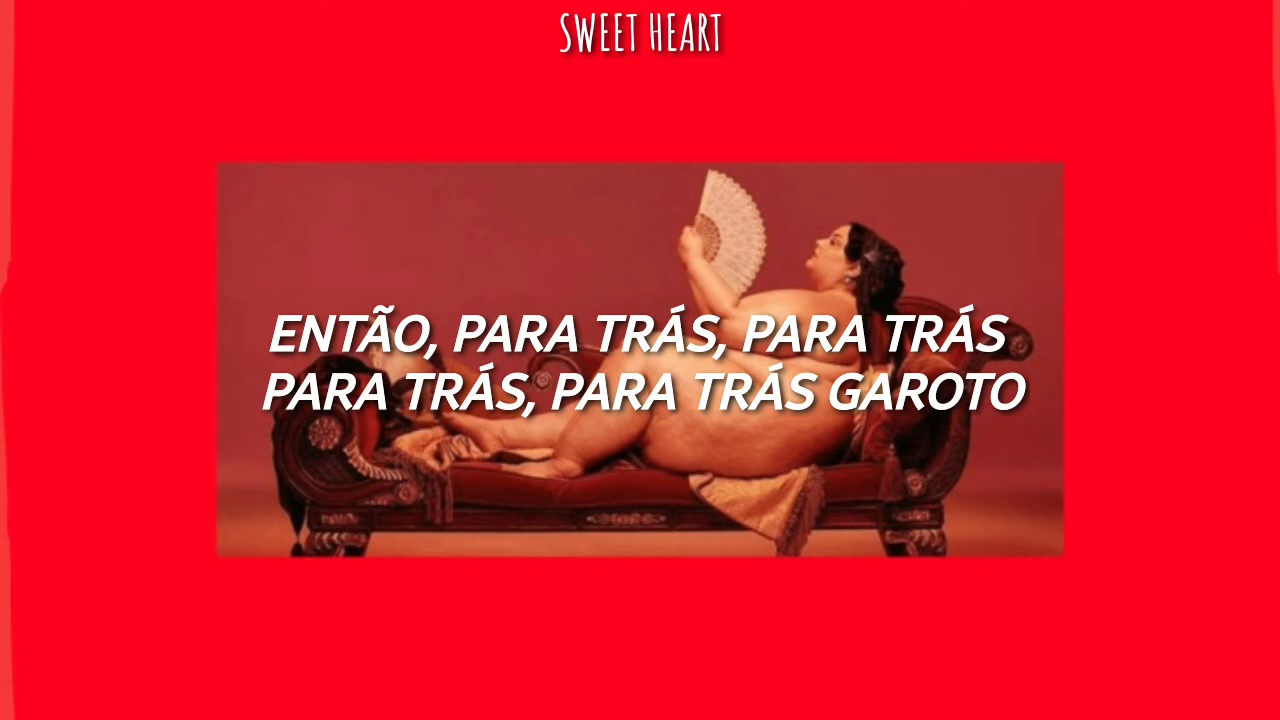 SWEET HEART
ENTÃO, PARA TRÁS, PARA TRÁS
PARA TRÁS, PARA TRÁS GAROTO